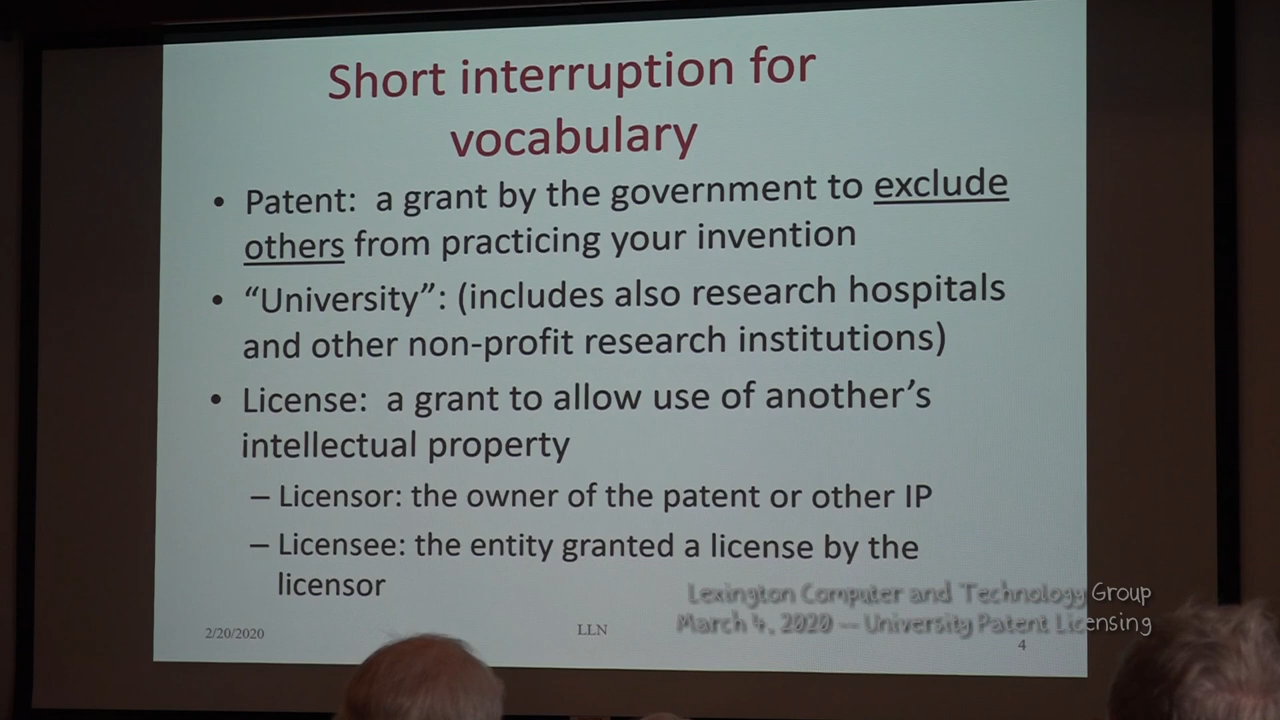 Short interruption for
vocabulary
• Patent: a grant by the government to exclude
others from practicing your invention
• “University”: (includes also research hospitals
and other non-profit research institutions)
• License: a grant to allow use of another’s
intellectual property
– Licensor: the owner of the patent or other IP
– Licensee: the entity granted a license by the
licensor
Lexington Computer and Technology Group
March 4, 2020 -- University Patent Licensing
2/20/2020
LLN
4